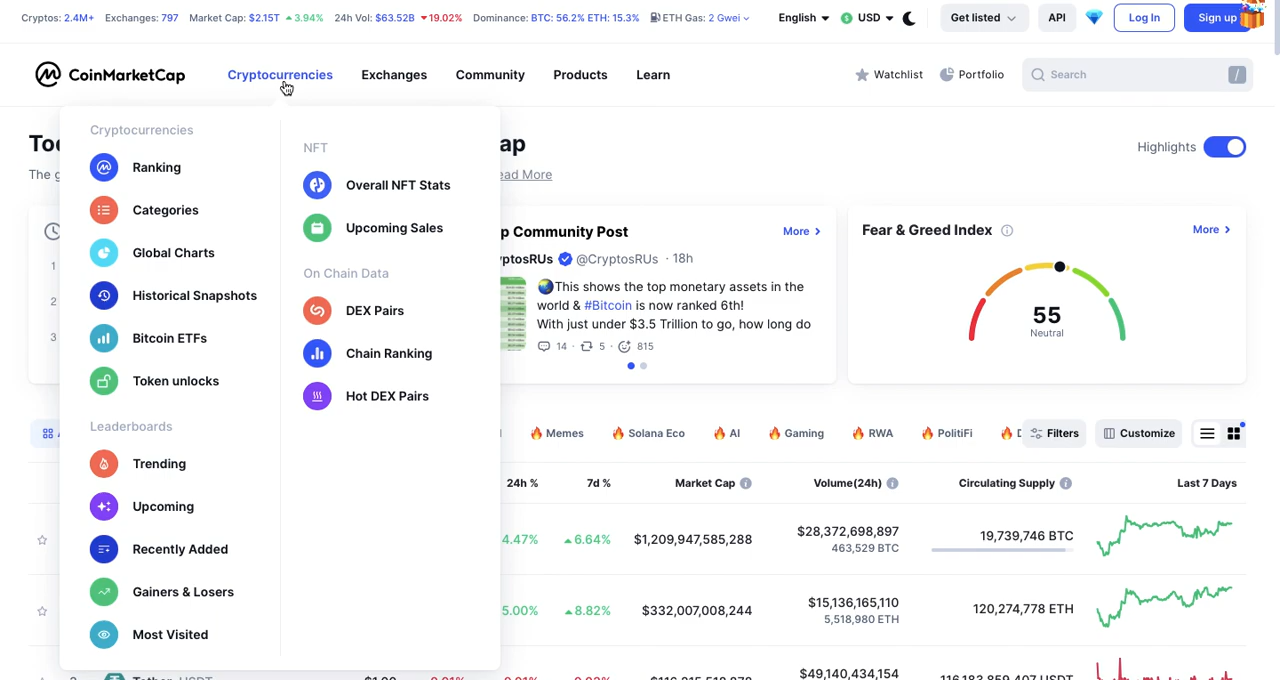 Cryptos: 2.4M+ Exchanges: 797 Market Cap: $2.15T 3.94% 24h Vol: $63.52B 19.02% Dominance: BTC: 56.2% ETH: 15.3% ETH Gas: 2 Gwei English USD Get listed API Log In Sign up
CoinMarketCap Cryptocurrencies Exchanges Community Products Learn Watchlist Portfolio Search /
Cryptocurrencies
Ranking
Categories
Global Charts
Historical Snapshots
Bitcoin ETFs
Token unlocks
Leaderboards
Trending
Upcoming
Recently Added
Gainers & Losers
Most Visited
NFT
Overall NFT Stats
Upcoming Sales
On Chain Data
DEX Pairs
Chain Ranking
Hot DEX Pairs
Highlights
The
Read More
1
2
3
Community Post More
@CryptosRUs · 18h
This shows the top monetary assets in the
world & #Bitcoin is now ranked 6th!
With just under $3.5 Trillion to go, how long do
14 · 5 · 815
Fear & Greed Index More
55
Neutral
Memes Solana Eco AI Gaming RWA PolitiFi Filters Customize
24h % 7d % Market Cap Volume(24h) Circulating Supply Last 7 Days
4.47% 6.64% $1,209,947,585,288 $28,372,698,897 19,739,746 BTC
463,529 BTC
5.00% 8.82% $332,007,008,244 $15,136,165,110 120,274,778 ETH
5,518,980 ETH
$49,140,434,154